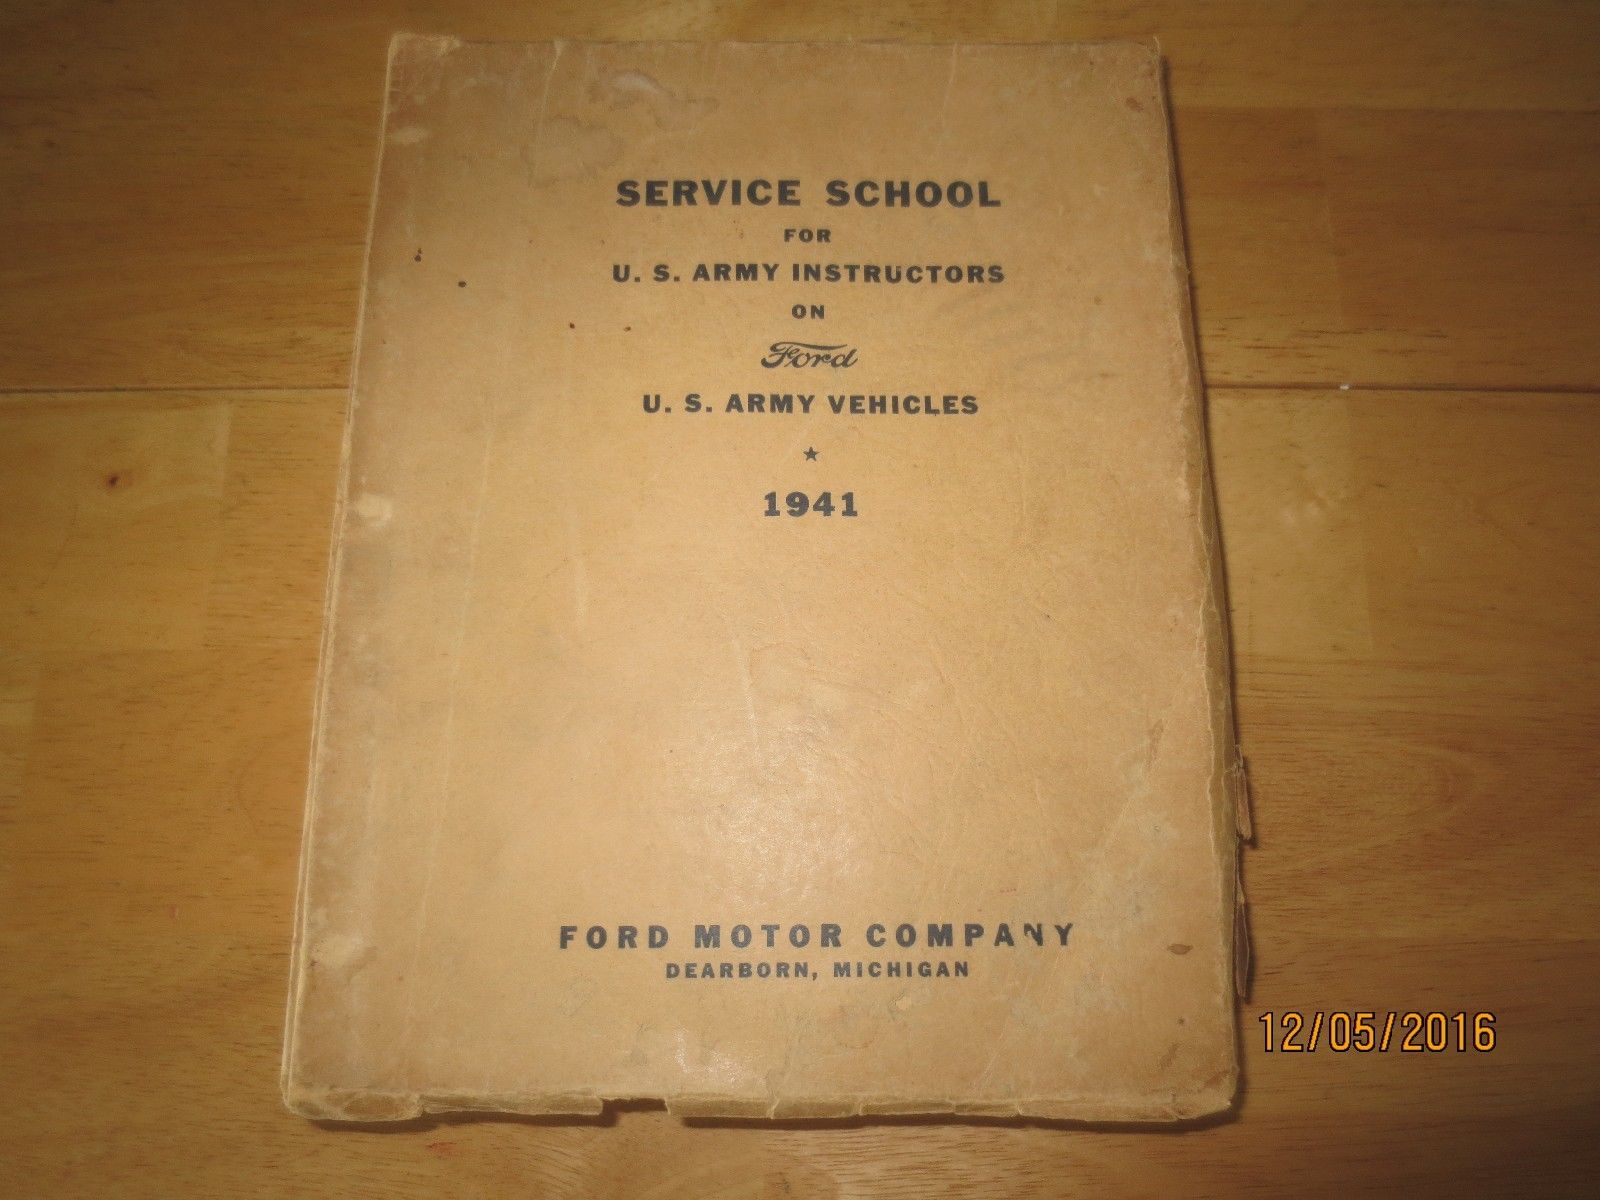 SERVICE SCHOOL
FOR
U. S. ARMY INSTRUCTORS
ON
Ford
U. S. ARMY VEHICLES
1941
FORD MOTOR COMPANY
DEARBORN, MICHIGAN
12/05/2016